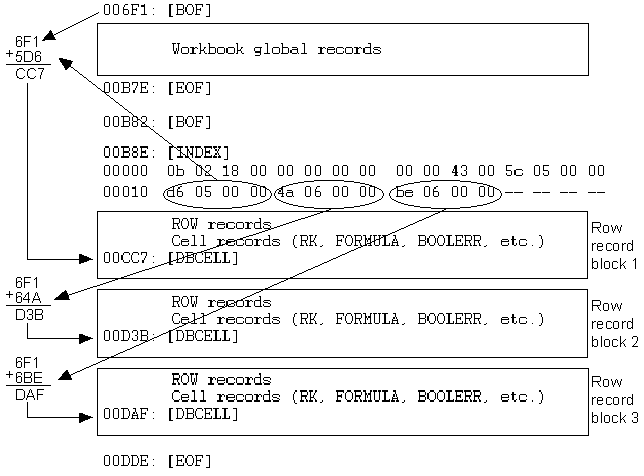 006F1: [BOF]
6F1
+5D6
CC7
Workbook global records
00B7E: [EOF]
00B82: [BOF]
00B8E: [INDEX]
00000 0b 02 18 00 00 00 00 00 00 00 43 00 5c 05 00 00
00010 d6 05 00 00 4a 06 00 00 be 06 00 00 -- -- -- --
ROW records
Cell records (RK, FORMULA, BOOLERR, etc.)
00CC7: [DBCELL]
Row
record
block 1
6F1
+64A
D3B
ROW records
Cell records (RK, FORMULA, BOOLERR, etc.)
00D3B: [DBCELL]
Row
record
block 2
6F1
+6BE
DAF
ROW records
Cell records (RK, FORMULA, BOOLERR, etc.)
00DAF: [DBCELL]
Row
record
block 3
00DDE: [EOF]